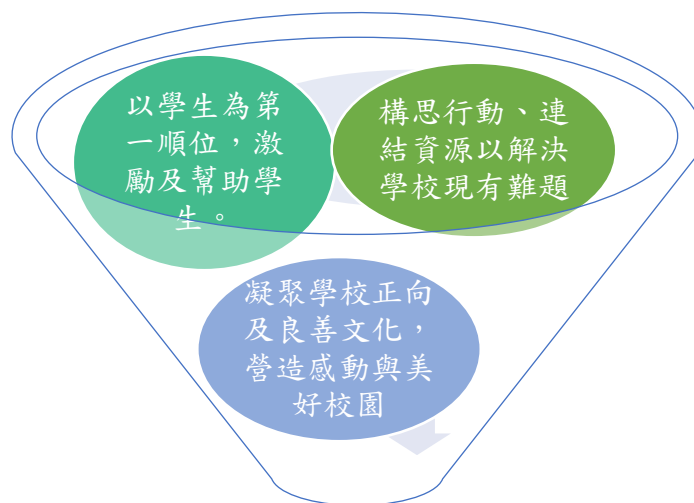 以學生為第
一順位，激
勵及幫助學
生。
構思行動、連
結資源以解決
學校現有難題
凝聚學校正向
及良善文化，
營造感動與美
好校園